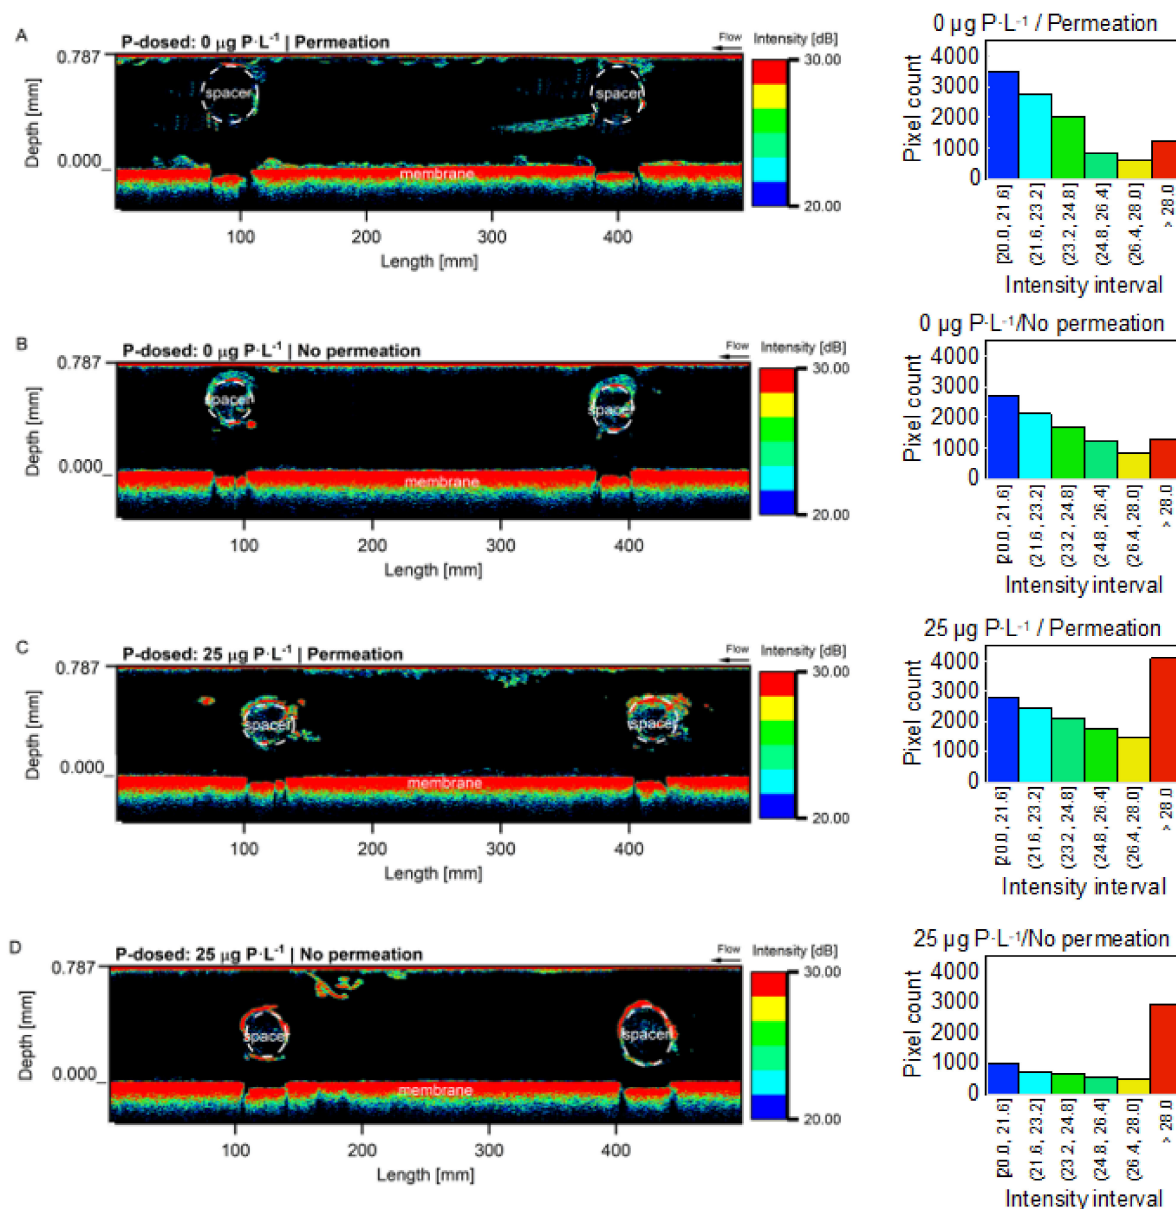 A
P-dosed: 0 µg P·L⁻¹ | Permeation
Flow
Intensity [dB]
0.787
0.000
Depth [mm]
spacer
spacer
membrane
30.00
20.00
100 200 300 400
Length [mm]
0 µg P·L⁻¹ / Permeation
Pixel count
4000
3000
2000
1000
0
[20.0, 21.6]
(21.6, 23.2]
(23.2, 24.8]
(24.8, 26.4]
(26.4, 28.0]
> 28.0
Intensity interval
B
P-dosed: 0 µg P·L⁻¹ | No permeation
Flow
Intensity [dB]
0.787
0.000
Depth [mm]
spacer
spacer
membrane
30.00
20.00
100 200 300 400
Length [mm]
0 µg P·L⁻¹/No permeation
Pixel count
4000
3000
2000
1000
0
[20.0, 21.6]
(21.6, 23.2]
(23.2, 24.8]
(24.8, 26.4]
(26.4, 28.0]
> 28.0
Intensity interval
C
P-dosed: 25 µg P·L⁻¹ | Permeation
Flow
Intensity [dB]
0.787
0.000
Depth [mm]
spacer
spacer
membrane
30.00
20.00
100 200 300 400
Length [mm]
25 µg P·L⁻¹ / Permeation
Pixel count
4000
3000
2000
1000
0
[20.0, 21.6]
(21.6, 23.2]
(23.2, 24.8]
(24.8, 26.4]
(26.4, 28.0]
> 28.0
Intensity interval
D
P-dosed: 25 µg P·L⁻¹ | No permeation
Flow
Intensity [dB]
0.787
0.000
Depth [mm]
spacer
spacer
membrane
30.00
20.00
100 200 300 400
Length [mm]
25 µg P·L⁻¹/No permeation
Pixel count
4000
3000
2000
1000
0
[20.0, 21.6]
(21.6, 23.2]
(23.2, 24.8]
(24.8, 26.4]
(26.4, 28.0]
> 28.0
Intensity interval